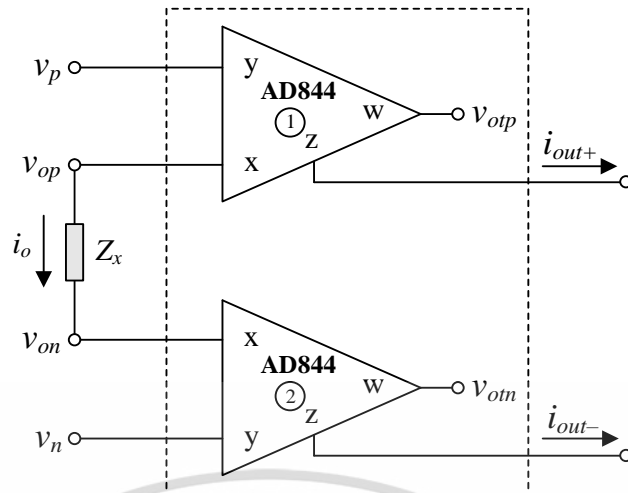 v_p
y
AD844
1
w
v_otp
z
v_op
x
i_out+
i_o
Z_x
v_on
x
AD844
2
w
v_otn
z
v_n
y
i_out–